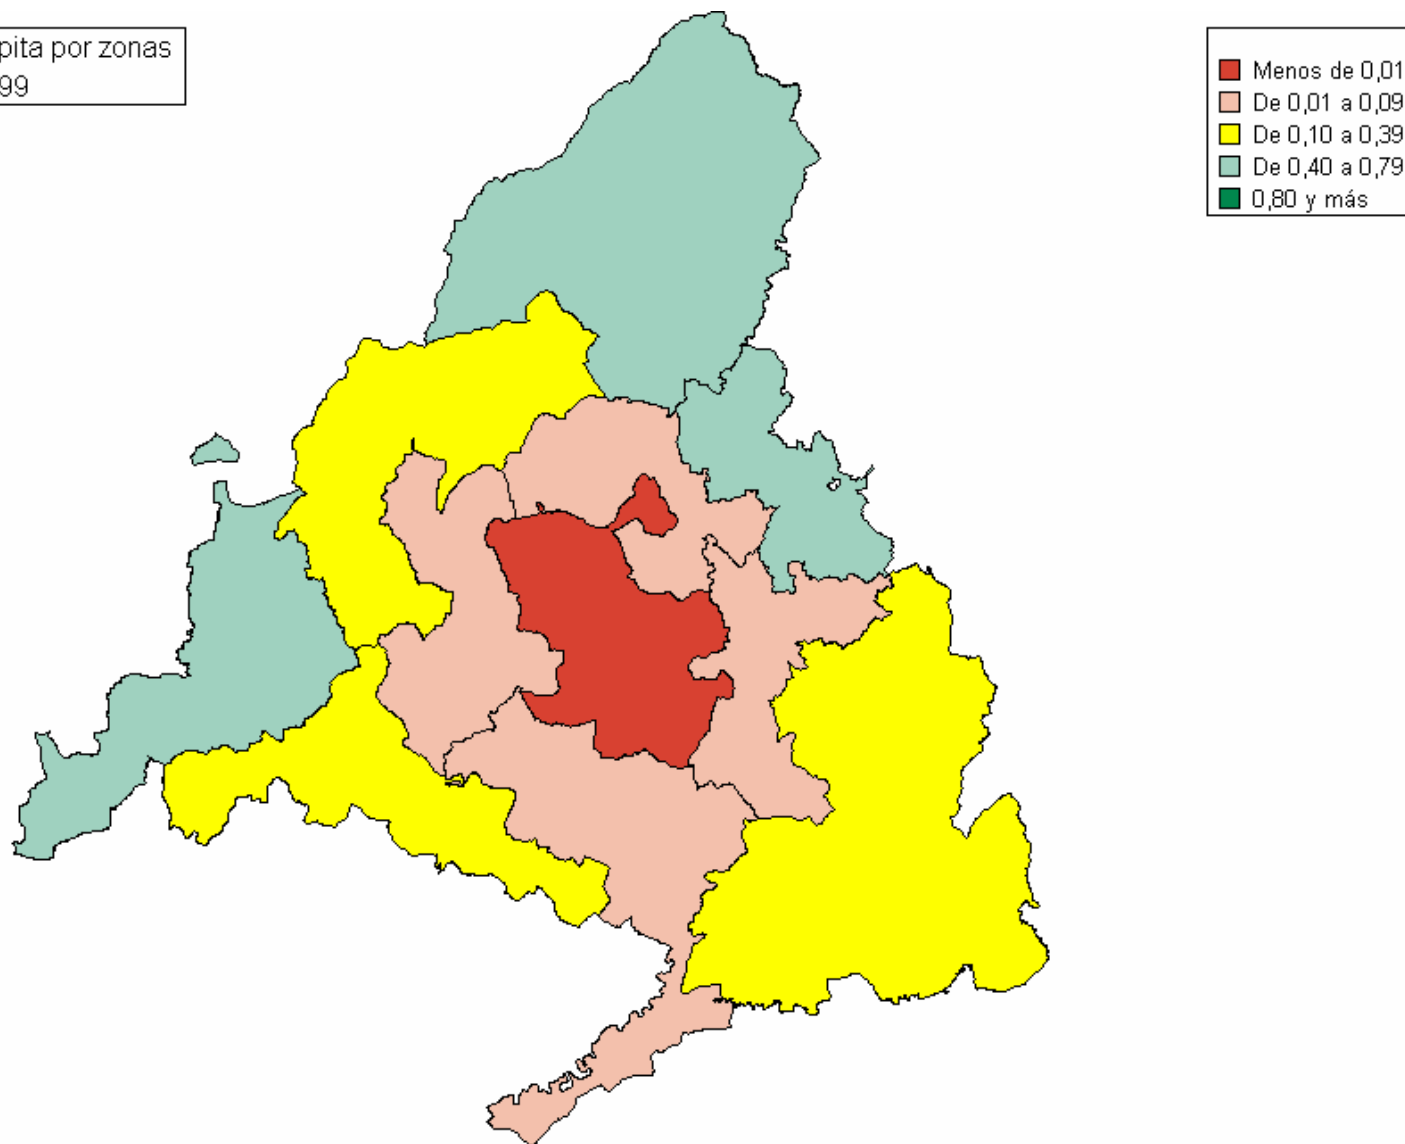 pita por zonas
99
Menos de 0,01
De 0,01 a 0,09
De 0,10 a 0,39
De 0,40 a 0,79
0,80 y más